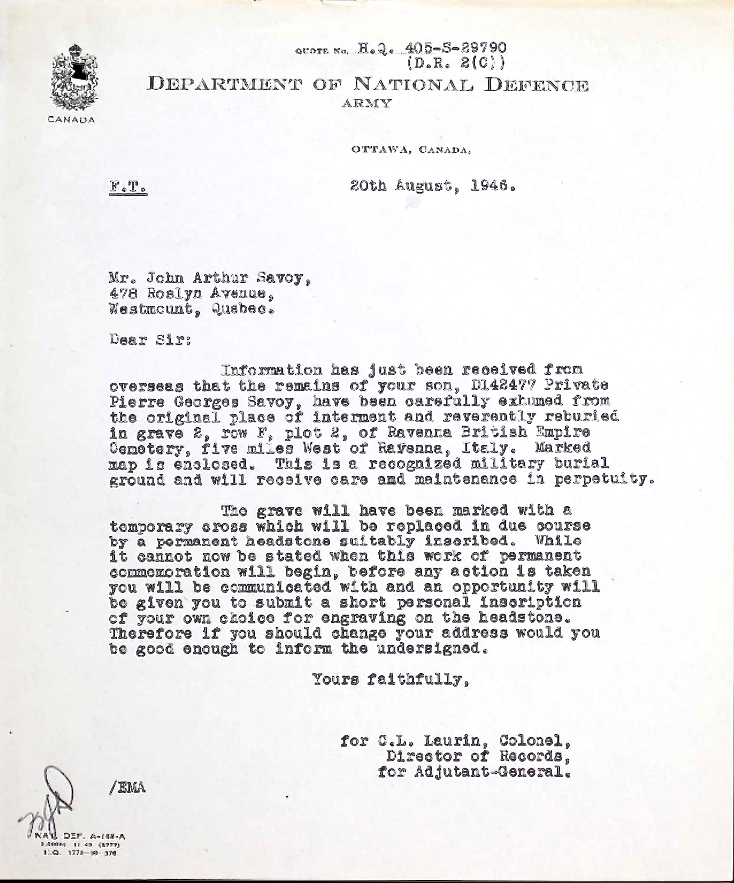 QUOTE No. H.Q. 405-S-29790
(D.R. 2(C))
DEPARTMENT OF NATIONAL DEFENCE
ARMY
CANADA
OTTAWA, CANADA,
F.T.
20th August, 1946.
Mr. John Arthur Savoy,
478 Roslyn Avenue,
Westmount, Quebec.
Dear Sir:
Information has just been received from
overseas that the remains of your son, D142477 Private
Pierre Georges Savoy, have been carefully exhumed from
the original place of interment and reverently reburied
in grave 2, row F, plot 2, of Ravenna British Empire
Cemetery, five miles West of Ravenna, Italy. Marked
map is enclosed. This is a recognized military burial
ground and will receive care and maintenance in perpetuity.
The grave will have been marked with a
temporary cross which will be replaced in due course
by a permanent headstone suitably inscribed. While
it cannot now be stated when this work of permanent
commemoration will begin, before any action is taken
you will be communicated with and an opportunity will
be given you to submit a short personal inscription
of your own choice for engraving on the headstone.
Therefore if you should change your address would you
be good enough to inform the undersigned.
Yours faithfully,
for C.L. Laurin, Colonel,
Director of Records,
for Adjutant-General.
/EMA
NAT. DEF. A-168-A
H.Q. 1772-39-